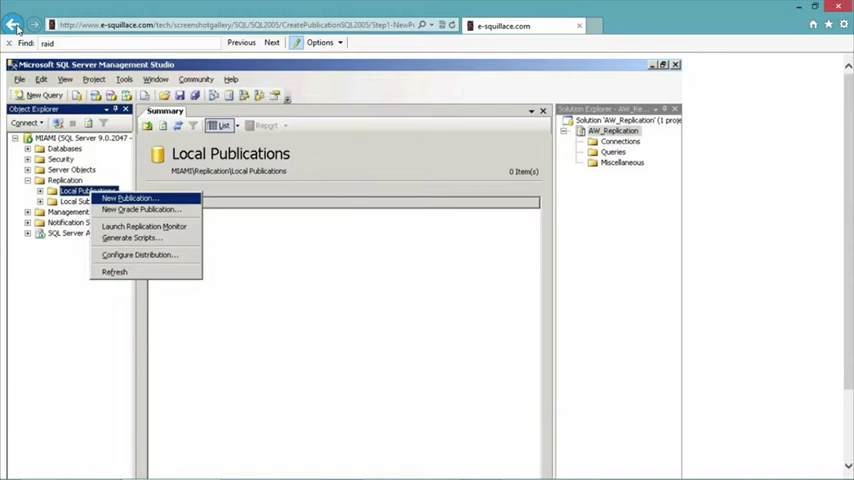 http://www.e-squillace.com/tech/screenshotgallery/SQL/SQL2005/CreatePublicationSQL2005/Step1-NewPu
e-squillace.com
Find: raid Previous Next Options
Microsoft SQL Server Management Studio
File Edit View Project Tools Window Community Help
New Query
Object Explorer
Summary
Solution Explorer - AW_Re...
Connect
List Report
Solution 'AW_Replication' (1 proje
AW_Replication
Connections
Queries
Miscellaneous
MIAMI (SQL Server 9.0.2047 -
Databases
Security
Server Objects
Replication
Local Publications
Local Sub
Management
Notification S
SQL Server A
New Publication...
New Oracle Publication...
Launch Replication Monitor
Generate Scripts...
Configure Distribution...
Refresh
Local Publications
MIAMI\Replication\Local Publications 0 Item(s)